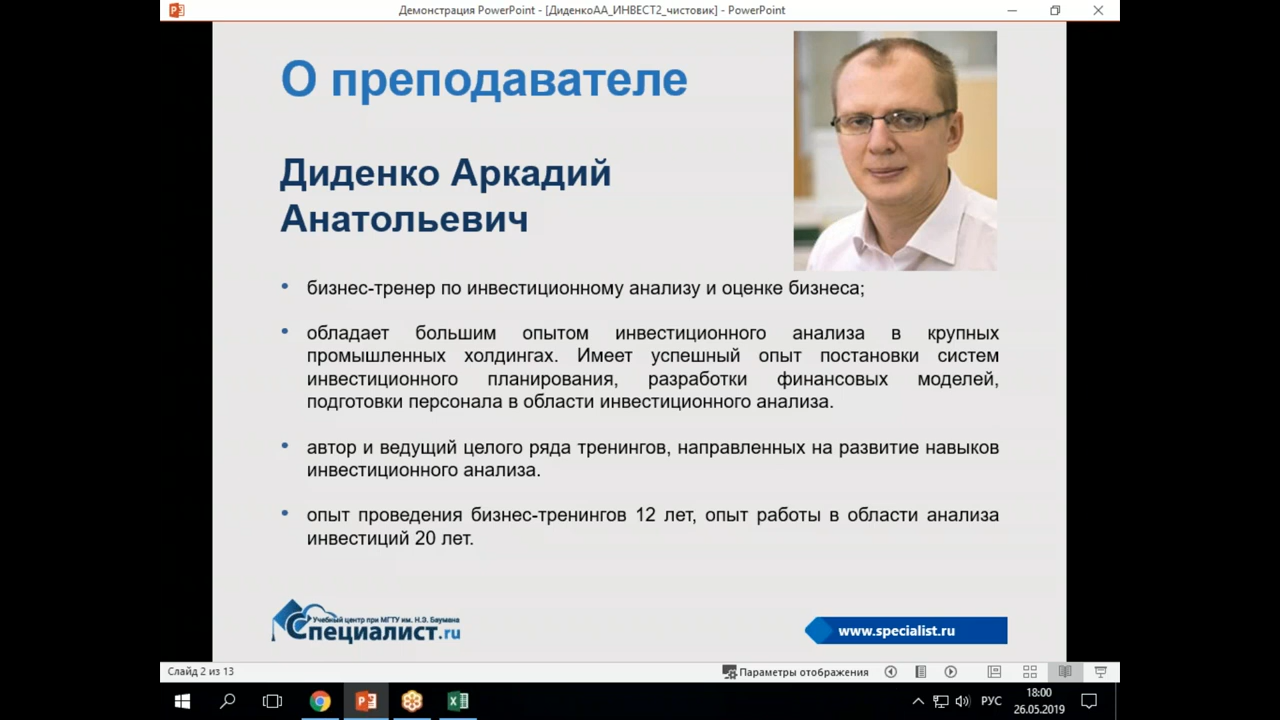 Демонстрация PowerPoint - [ДиденкоАА_ИНВЕСТ2_чистовик] - PowerPoint
О преподавателе
Диденко Аркадий
Анатольевич
• бизнес-тренер по инвестиционному анализу и оценке бизнеса;
• обладает большим опытом инвестиционного анализа в крупных
промышленных холдингах. Имеет успешный опыт постановки систем
инвестиционного планирования, разработки финансовых моделей,
подготовки персонала в области инвестиционного анализа.
• автор и ведущий целого ряда тренингов, направленных на развитие навыков
инвестиционного анализа.
• опыт проведения бизнес-тренингов 12 лет, опыт работы в области анализа
инвестиций 20 лет.
Учебный центр при МГТУ им. Н.Э. Баумана
Специалист.ru
www.specialist.ru
Слайд 2 из 13
Параметры отображения
РУС
18:00
26.05.2019